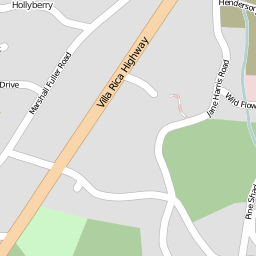 Hollyberry
Henderson
Drive
Marshall Fuller Road
Villa Rica Highway
Jane Harris Road
Wild Flow
Pine Shad